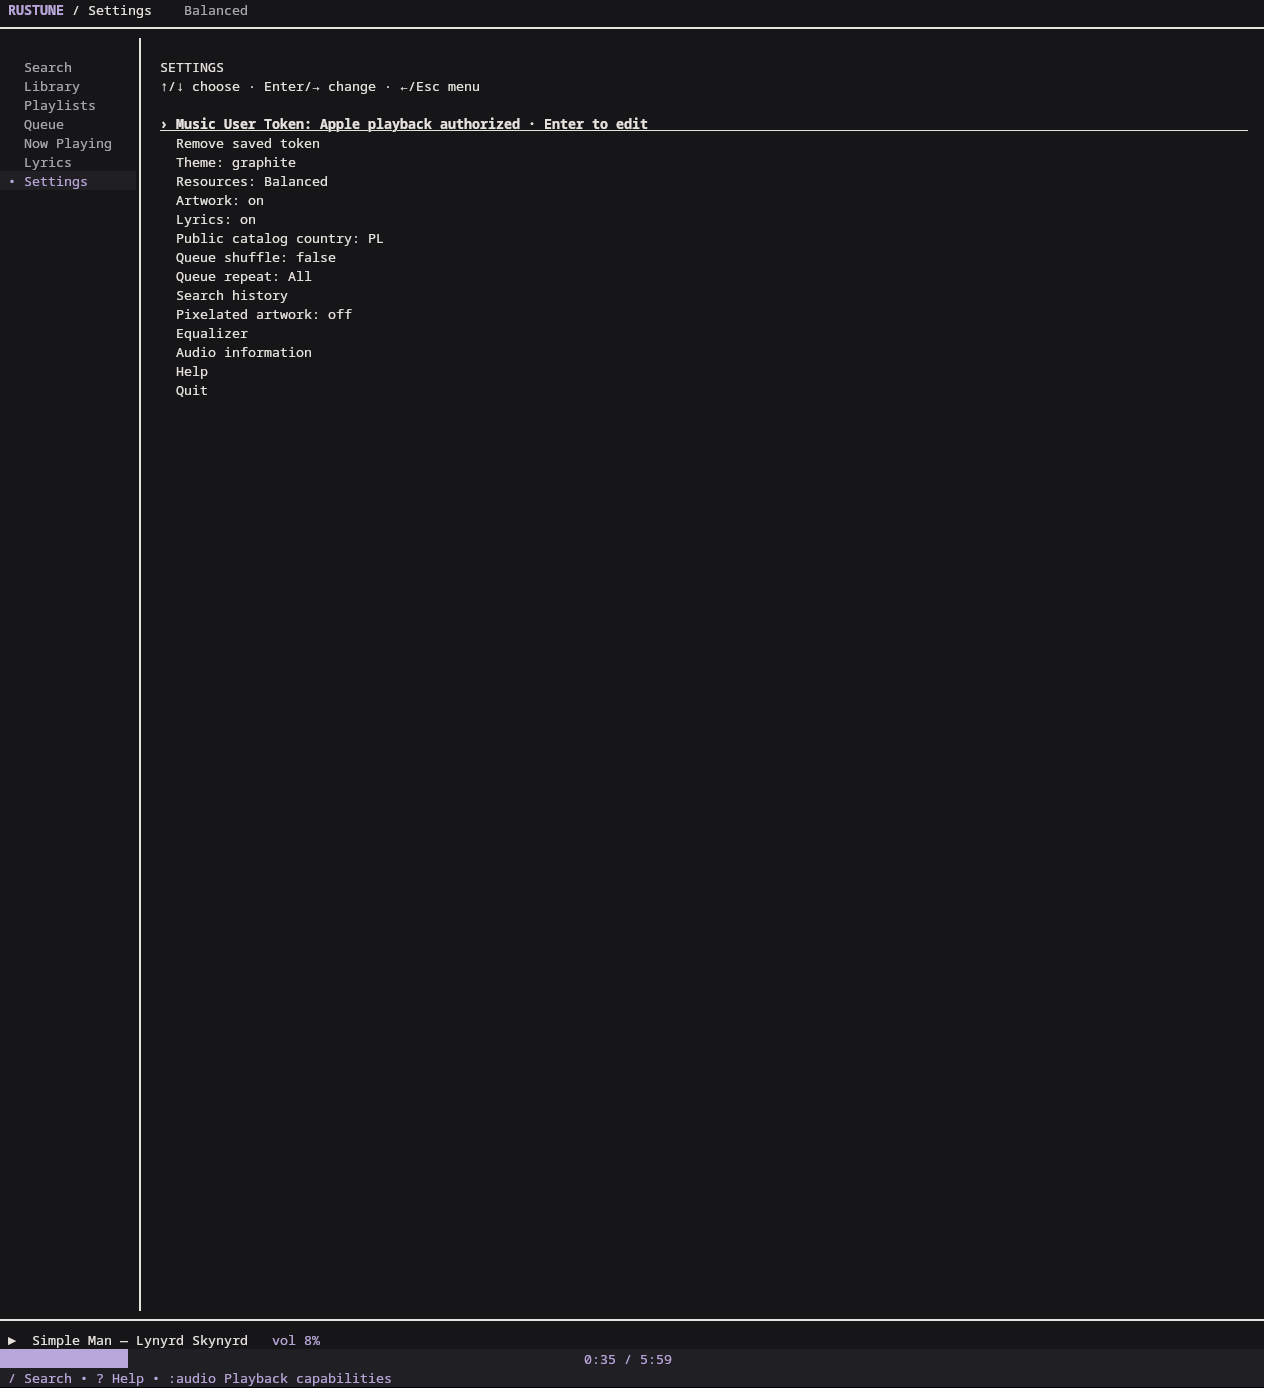 RUSTUNE / Settings    Balanced
Search
Library
Playlists
Queue
Now Playing
Lyrics
• Settings
SETTINGS
↑/↓ choose · Enter/→ change · ←/Esc menu
› Music User Token: Apple playback authorized · Enter to edit
Remove saved token
Theme: graphite
Resources: Balanced
Artwork: on
Lyrics: on
Public catalog country: PL
Queue shuffle: false
Queue repeat: All
Search history
Pixelated artwork: off
Equalizer
Audio information
Help
Quit
▶ Simple Man — Lynyrd Skynyrd   vol 8%
0:35 / 5:59
/ Search • ? Help • :audio Playback capabilities